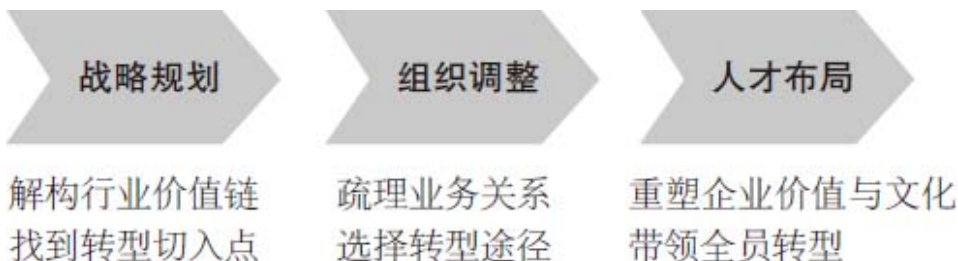 战略规划
组织调整
人才布局
解构行业价值链
找到转型切入点
疏理业务关系
选择转型途径
重塑企业价值与文化
带领全员转型